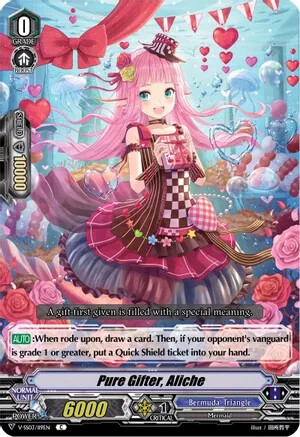 0
GRADE
BOOST
SHIELD 10000
A gift first given is filled with a special meaning.
AUTO:When rode upon, draw a card. Then, if your opponent's vanguard
is grade 1 or greater, put a Quick Shield ticket into your hand.
Pure Gifter, Aliche
NORMAL
UNIT
POWER 6000
1
CRITICAL
Bermuda Triangle
Mermaid
V-SS07/191EN C